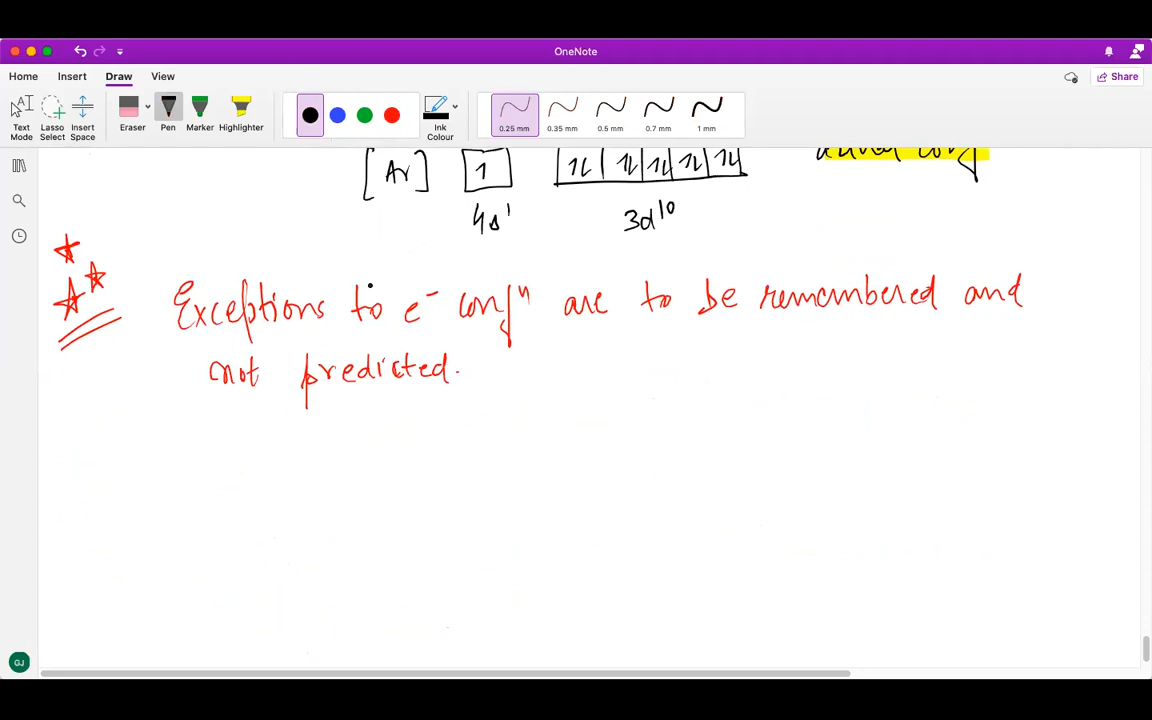 OneNote
Home Insert Draw View
Share
Text Mode
Lasso Select
Insert Space
Eraser
Pen
Marker
Highlighter
Ink Colour
0.25 mm
0.35 mm
0.5 mm
0.7 mm
1 mm
[Ar] 1 1L 1L 1L 1L 1L
4s¹ 3d¹⁰
Exceptions to e⁻ confⁿ are to be remembered and
not predicted.
GJ